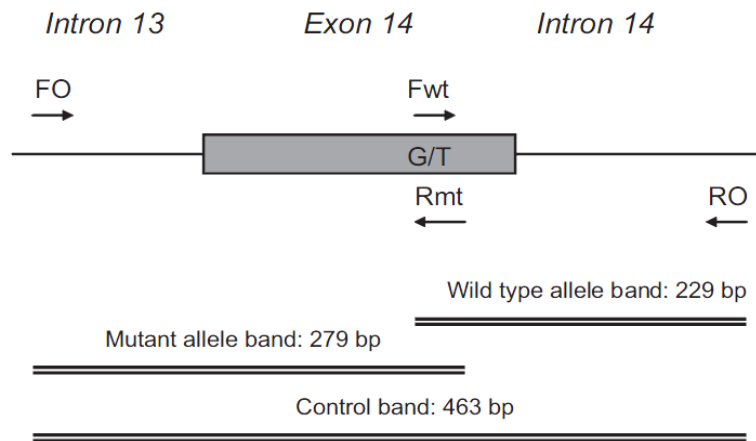 Intron 13 Exon 14 Intron 14
FO Fwt
G/T
Rmt RO
Wild type allele band: 229 bp
Mutant allele band: 279 bp
Control band: 463 bp